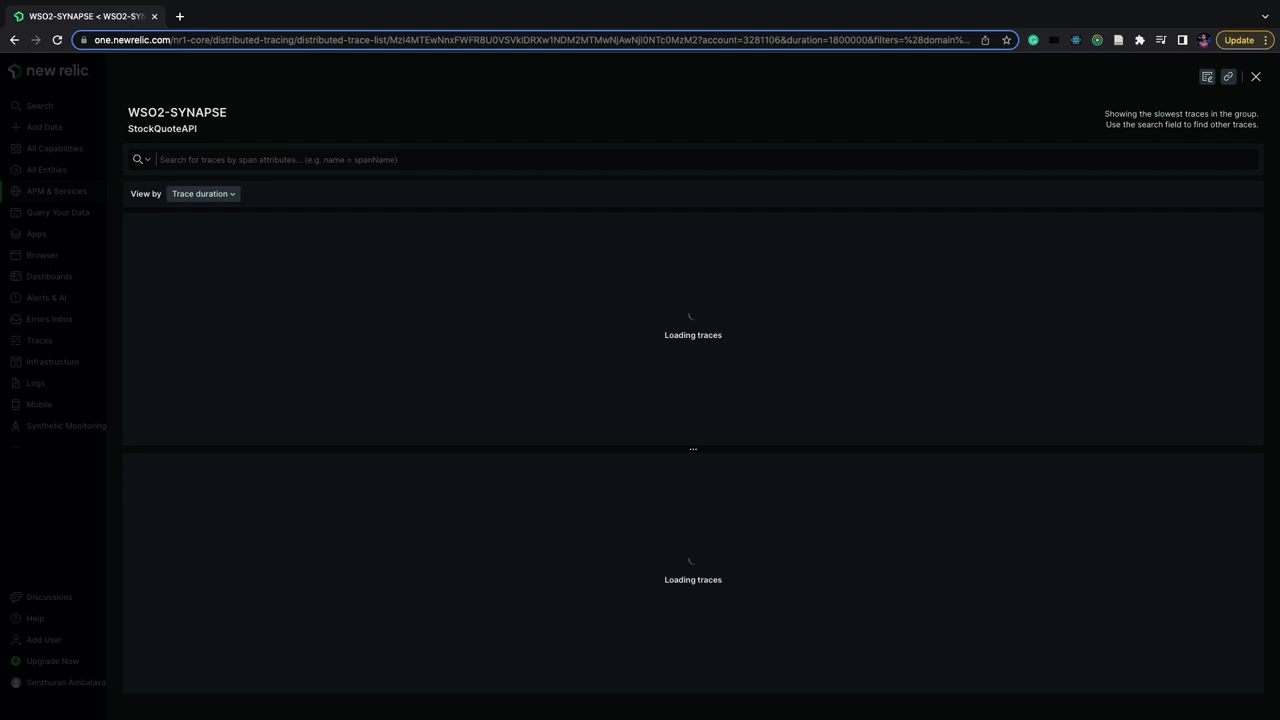 WSO2-SYNAPSE < WSO2-SYN
one.newrelic.com/nr1-core/distributed-tracing/distributed-trace-list/MzI4MTEwNnxFWFR8U0VSVklDRXw1NDM2MTMwNjAwNjI0NTc0MzM2?account=3281106&duration=1800000&filters=%28domain%...
Update
new relic
Search
Add Data
All Capabilities
All Entities
APM & Services
Query Your Data
Apps
Browser
Dashboards
Alerts & AI
Errors Inbox
Traces
Infrastructure
Logs
Mobile
Synthetic Monitoring
...
Discussions
Help
Add User
Upgrade Now
Senthuran Ambalava
WSO2-SYNAPSE
StockQuoteAPI
Showing the slowest traces in the group.
Use the search field to find other traces.
Search for traces by span attributes... (e.g. name = spanName)
View by Trace duration
Loading traces
...
Loading traces